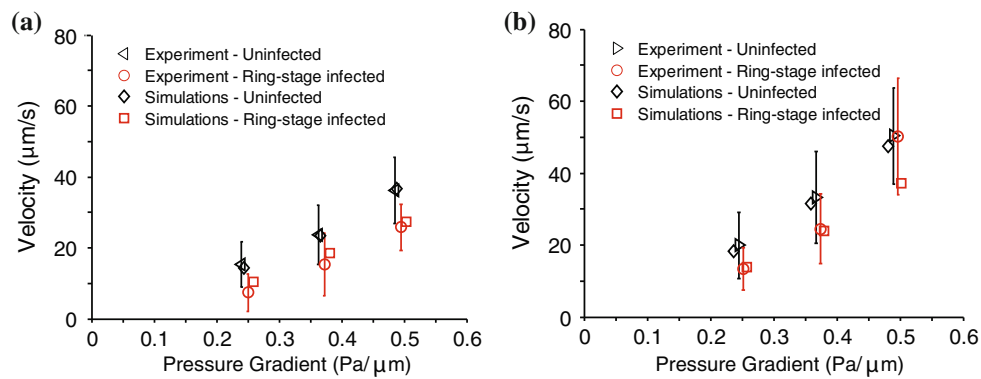 (a)
80
60
40
20
0
Velocity (μm/s)
Experiment - Uninfected
Experiment - Ring-stage infected
Simulations - Uninfected
Simulations - Ring-stage infected
0 0.1 0.2 0.3 0.4 0.5 0.6
Pressure Gradient (Pa/μm)
(b)
80
60
40
20
0
Velocity (μm/s)
Experiment - Uninfected
Experiment - Ring-stage infected
Simulations - Uninfected
Simulations - Ring-stage infected
0 0.1 0.2 0.3 0.4 0.5 0.6
Pressure Gradient (Pa/μm)